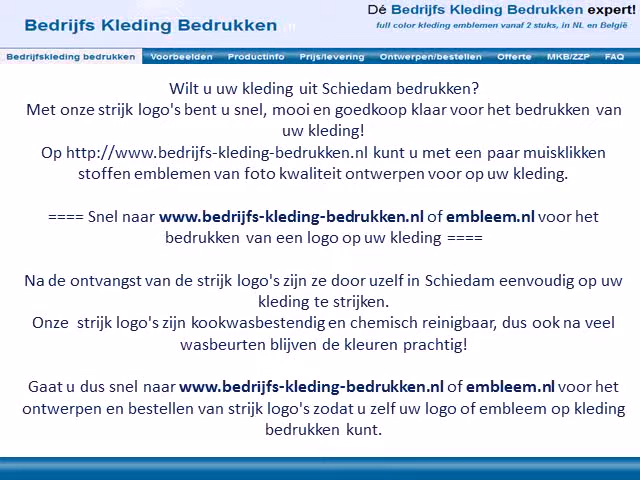 Bedrijfs Kleding Bedrukken
Dé Bedrijfs Kleding Bedrukken expert!
full color kleding emblemen vanaf 2 stuks, in NL en België
Bedrijfskleding bedrukken Voorbeelden Productinfo Prijs/levering Ontwerpen/bestellen Offerte MKB/ZZP FAQ
Wilt u uw kleding uit Schiedam bedrukken?
Met onze strijk logo's bent u snel, mooi en goedkoop klaar voor het bedrukken van
uw kleding!
Op http://www.bedrijfs-kleding-bedrukken.nl kunt u met een paar muisklikken
stoffen emblemen van foto kwaliteit ontwerpen voor op uw kleding.
==== Snel naar www.bedrijfs-kleding-bedrukken.nl of embleem.nl voor het
bedrukken van een logo op uw kleding ====
Na de ontvangst van de strijk logo's zijn ze door uzelf in Schiedam eenvoudig op uw
kleding te strijken.
Onze strijk logo's zijn kookwasbestendig en chemisch reinigbaar, dus ook na veel
wasbeurten blijven de kleuren prachtig!
Gaat u dus snel naar www.bedrijfs-kleding-bedrukken.nl of embleem.nl voor het
ontwerpen en bestellen van strijk logo's zodat u zelf uw logo of embleem op kleding
bedrukken kunt.